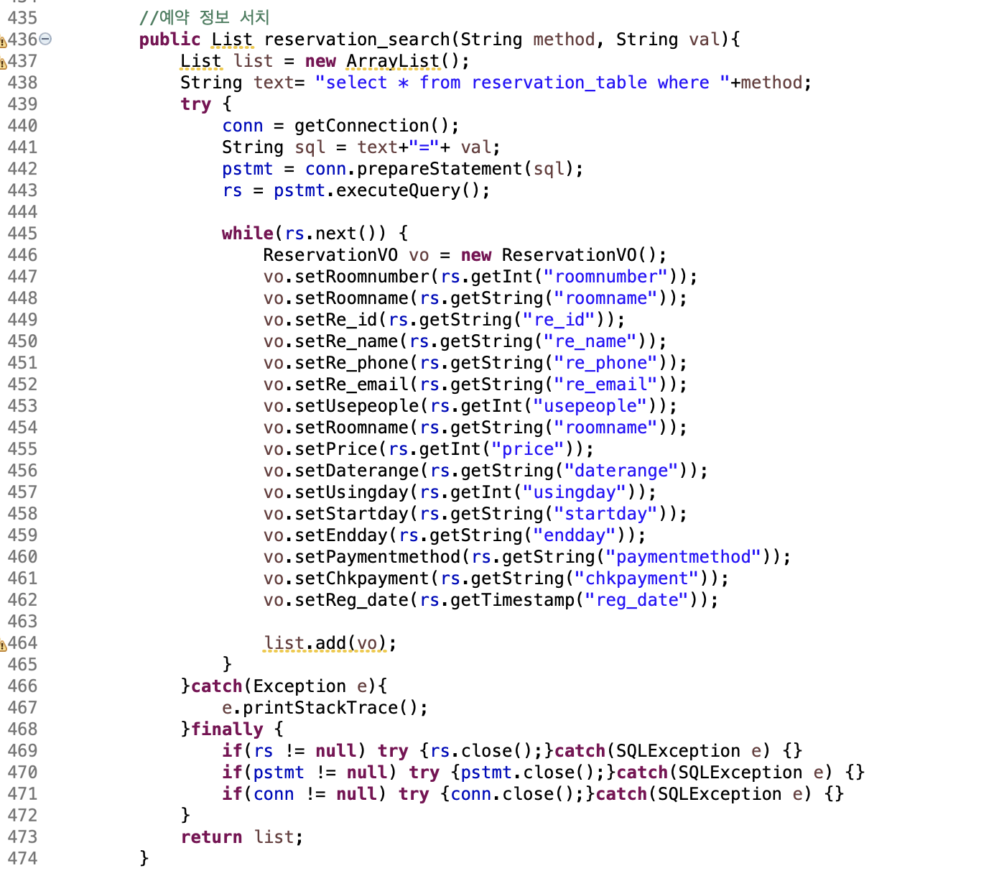 435 //예약 정보 서치
436 public List reservation_search(String method, String val){
437 List list = new ArrayList();
438 String text= "select * from reservation_table where "+method;
439 try {
440 conn = getConnection();
441 String sql = text+"="+ val;
442 pstmt = conn.prepareStatement(sql);
443 rs = pstmt.executeQuery();
444
445 while(rs.next()) {
446 ReservationVO vo = new ReservationVO();
447 vo.setRoomnumber(rs.getInt("roomnumber"));
448 vo.setRoomname(rs.getString("roomname"));
449 vo.setRe_id(rs.getString("re_id"));
450 vo.setRe_name(rs.getString("re_name"));
451 vo.setRe_phone(rs.getString("re_phone"));
452 vo.setRe_email(rs.getString("re_email"));
453 vo.setUsepeople(rs.getInt("usepeople"));
454 vo.setRoomname(rs.getString("roomname"));
455 vo.setPrice(rs.getInt("price"));
456 vo.setDaterange(rs.getString("daterange"));
457 vo.setUsingday(rs.getInt("usingday"));
458 vo.setStartday(rs.getString("startday"));
459 vo.setEndday(rs.getString("endday"));
460 vo.setPaymentmethod(rs.getString("paymentmethod"));
461 vo.setChkpayment(rs.getString("chkpayment"));
462 vo.setReg_date(rs.getTimestamp("reg_date"));
463
464 list.add(vo);
465 }
466 }catch(Exception e){
467 e.printStackTrace();
468 }finally {
469 if(rs != null) try {rs.close();}catch(SQLException e) {}
470 if(pstmt != null) try {pstmt.close();}catch(SQLException e) {}
471 if(conn != null) try {conn.close();}catch(SQLException e) {}
472 }
473 return list;
474 }